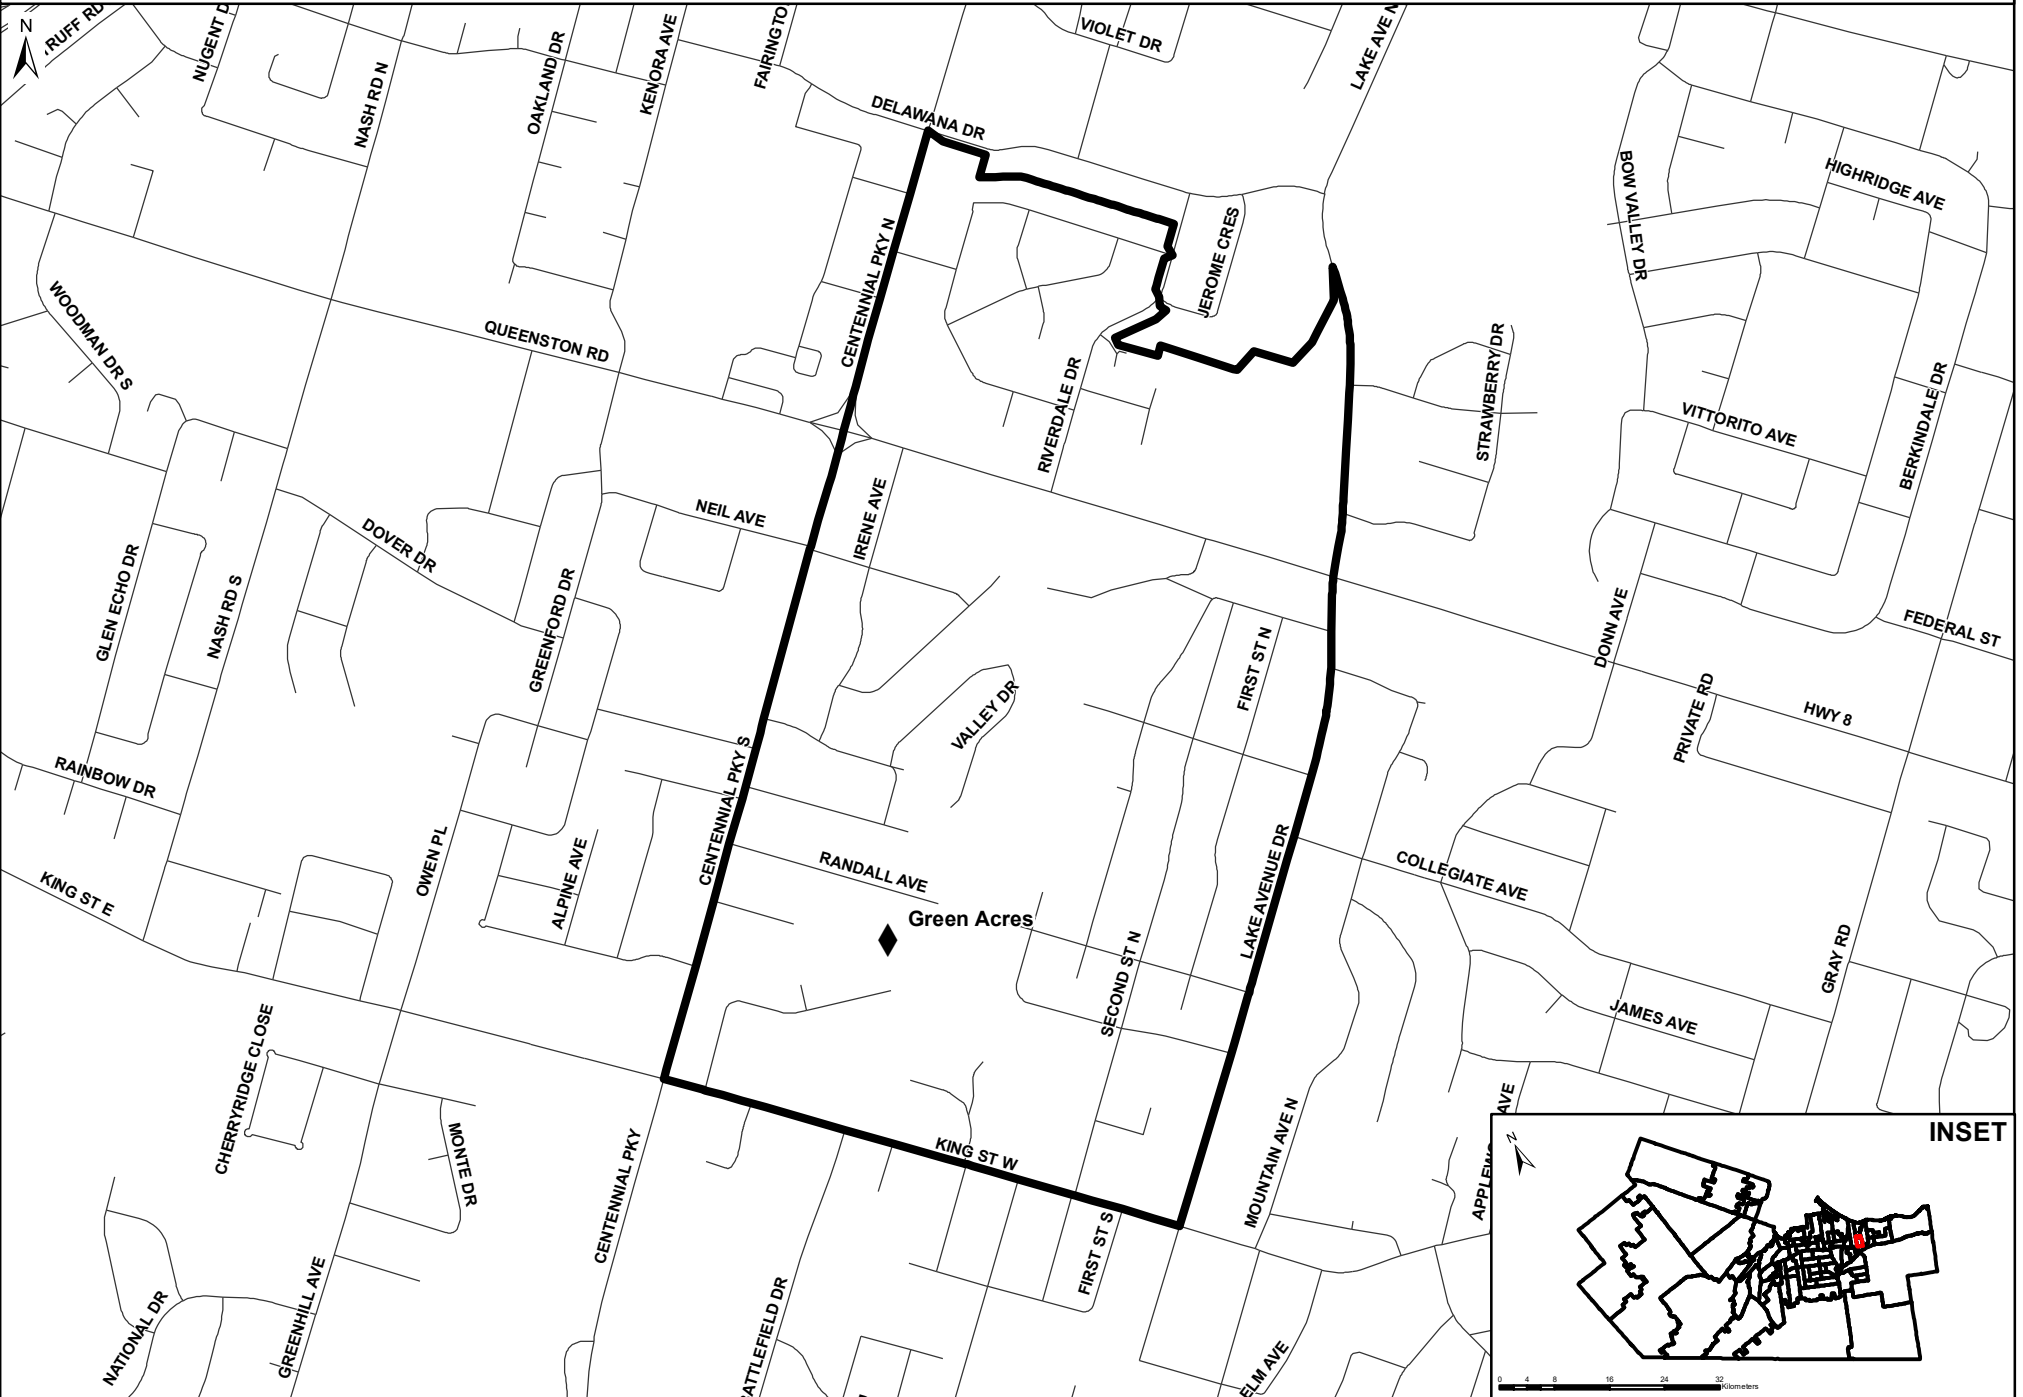 N
NUGENT D
NASH RD N
OAKLAND DR
KENORA AVE
FAIRINGTO
VIOLET DR
LAKE AVE N
DELAWANA DR
BOW VALLEY DR
HIGHRIDGE AVE
WOODMAN DR S
QUEENSTON RD
CENTENNIAL PKY N
JEROME CRES
RIVERDALE DR
STRAWBERRY DR
VITTORITO AVE
BERKINDALE DR
NEIL AVE
IRENE AVE
DOVER DR
GLEN ECHO DR
NASH RD S
GREENFORD DR
FIRST ST N
DONN AVE
FEDERAL ST
VALLEY DR
PRIVATE RD
HWY 8
RAINBOW DR
CENTENNIAL PKY S
OWEN PL
ALPINE AVE
RANDALL AVE
LAKE AVENUE DR
COLLEGIATE AVE
KING ST E
Green Acres
SECOND ST N
GRAY RD
JAMES AVE
CHERRYRIDGE CLOSE
MONTE DR
CENTENNIAL PKY
KING ST W
MOUNTAIN AVE N
AVE
FIRST ST S
NATIONAL DR
GREENHILL AVE
ATTLEFIELD DR
ELM AVE
INSET
N
0 4 8 16 24 32
Kilometers